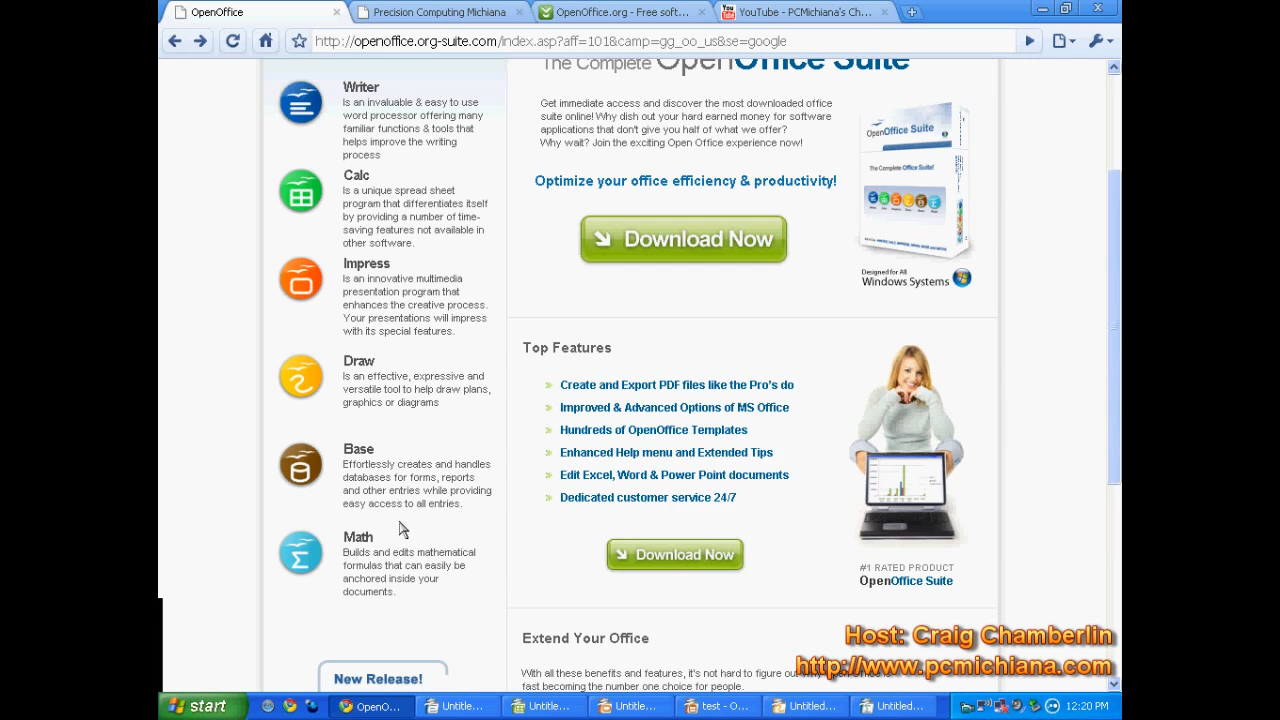 OpenOffice
Precision Computing Michiana
OpenOffice.org - Free soft...
YouTube - PCMichiana's Ch...
http://openoffice.org-suite.com/index.asp?aff=101&camp=gg_oo_us&se=google
Writer
Is an invaluable & easy to use
word processor offering many
familiar functions & tools that
helps improve the writing
process
Calc
Is a unique spread sheet
program that differentiates itself
by providing a number of time-
saving features not available in
other software.
Impress
Is an innovative multimedia
presentation program that
enhances the creative process.
Your presentations will impress
with its special features.
Draw
Is an effective, expressive and
versatile tool to help draw plans,
graphics or diagrams
Base
Effortlessly creates and handles
databases for forms, reports
and other entries while providing
easy access to all entries.
Math
Builds and edits mathematical
formulas that can easily be
anchored inside your
documents.
New Release!
The Complete OpenOffice Suite
Get immediate access and discover the most downloaded office
suite online! Why dish out your hard earned money for software
applications that don't give you half of what we offer?
Why wait? Join the exciting Open Office experience now!
Optimize your office efficiency & productivity!
Download Now
OpenOffice Suite
The Complete Office Suite!
Designed for All
Windows Systems
Top Features
Create and Export PDF files like the Pro's do
Improved & Advanced Options of MS Office
Hundreds of OpenOffice Templates
Enhanced Help menu and Extended Tips
Edit Excel, Word & Power Point documents
Dedicated customer service 24/7
Download Now
#1 RATED PRODUCT
OpenOffice Suite
Extend Your Office
With all these benefits and features, it's not hard to figure out why Open Office is
fast becoming the number one choice for people.
Host: Craig Chamberlin
http://www.pcmichiana.com
start
OpenO...
Untitle...
Untitle...
Untitle...
test - O...
Untitled...
Untitled...
12:20 PM